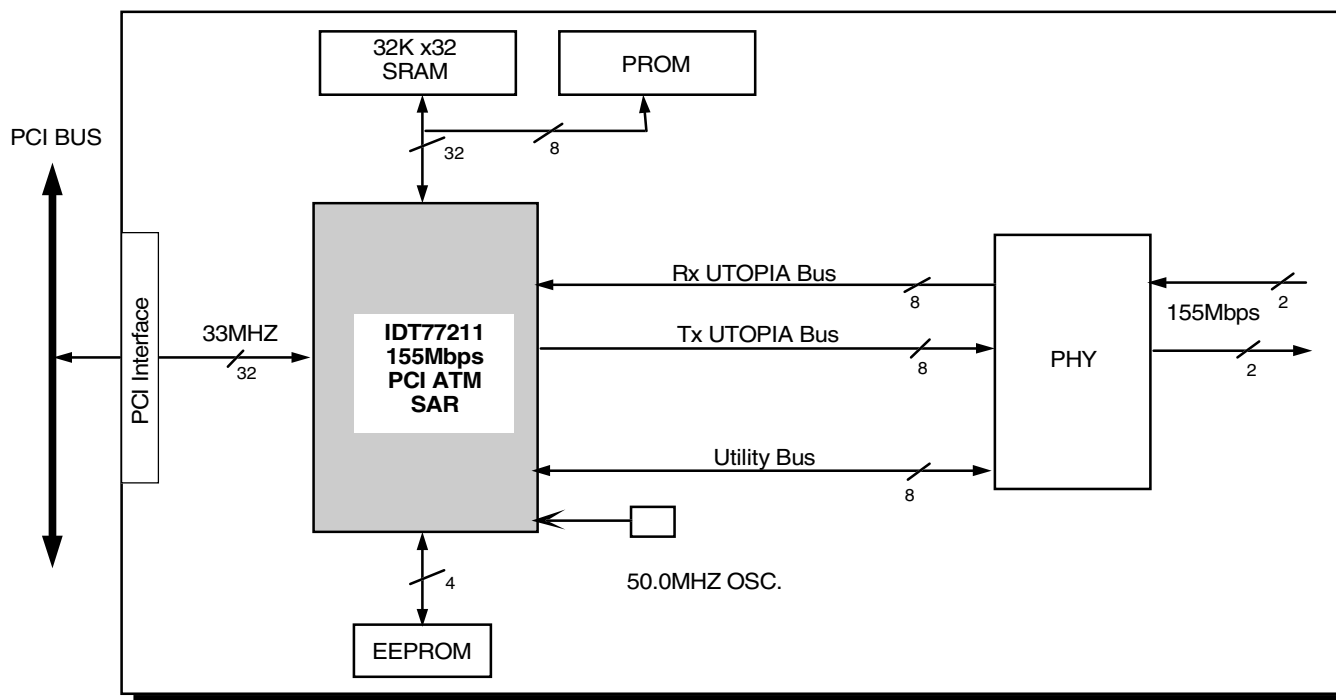 32K x32
SRAM
PROM
PCI BUS
32
8
PCI Interface
33MHZ
32
IDT77211
155Mbps
PCI ATM
SAR
Rx UTOPIA Bus
8
Tx UTOPIA Bus
8
Utility Bus
8
PHY
2
155Mbps
2
50.0MHZ OSC.
4
EEPROM